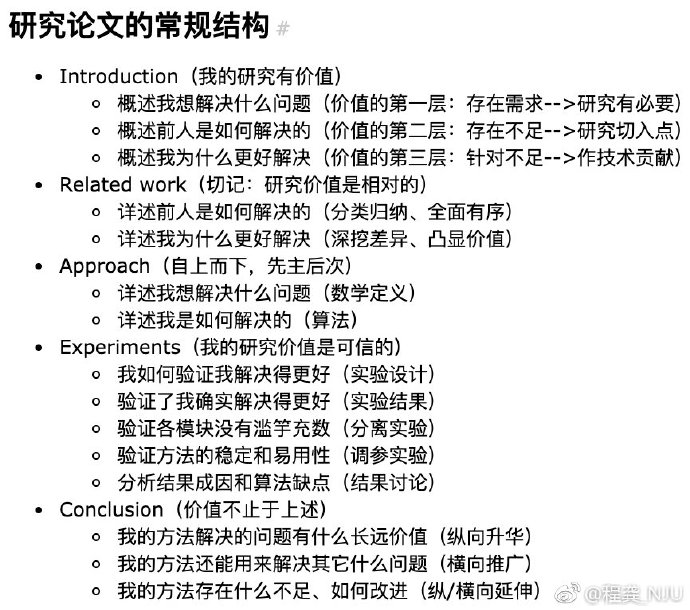 研究论文的常规结构 #
• Introduction（我的研究有价值）
◦ 概述我想解决什么问题（价值的第一层：存在需求-->研究有必要）
◦ 概述前人是如何解决的（价值的第二层：存在不足-->研究切入点）
◦ 概述我为什么更好解决（价值的第三层：针对不足-->作技术贡献）
• Related work（切记：研究价值是相对的）
◦ 详述前人是如何解决的（分类归纳、全面有序）
◦ 详述我为什么更好解决（深挖差异、凸显价值）
• Approach（自上而下，先主后次）
◦ 详述我想解决什么问题（数学定义）
◦ 详述我是如何解决的（算法）
• Experiments（我的研究价值是可信的）
◦ 我如何验证我解决得更好（实验设计）
◦ 验证了我确实解决得更好（实验结果）
◦ 验证各模块没有滥竽充数（分离实验）
◦ 验证方法的稳定和易用性（调参实验）
◦ 分析结果成因和算法缺点（结果讨论）
• Conclusion（价值不止于上述）
◦ 我的方法解决的问题有什么长远价值（纵向升华）
◦ 我的方法还能用来解决其它什么问题（横向推广）
◦ 我的方法存在什么不足、如何改进（纵/横向延伸）
@程龚_NJU